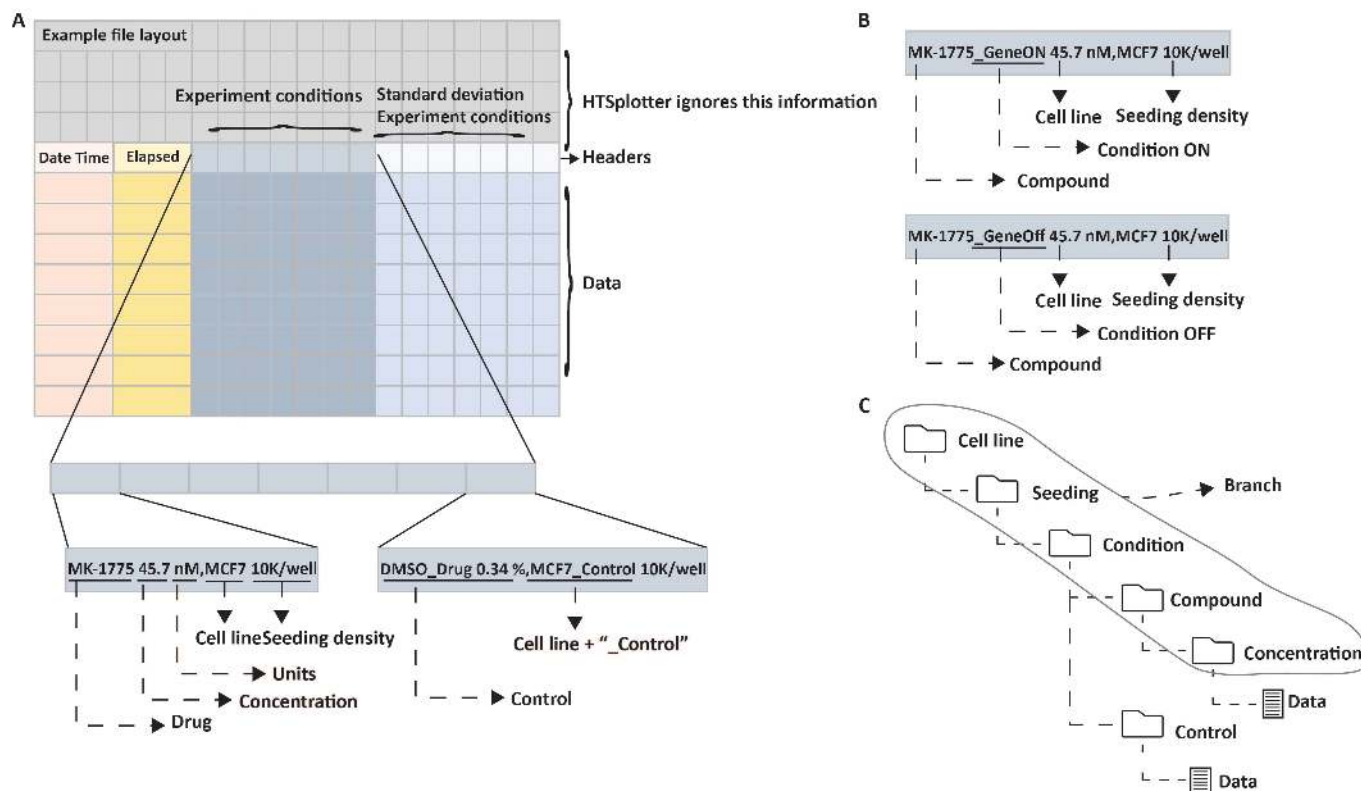 A
Example file layout
Experiment conditions
Standard deviation
Experiment conditions
HTSplotter ignores this information
Date Time
Elapsed
Headers
Data
MK-1775 45.7 nM,MCF7 10K/well
Cell line
Seeding density
Units
Concentration
Drug
DMSO_Drug 0.34 %,MCF7_Control 10K/well
Cell line + “_Control”
Control
B
MK-1775_GeneON 45.7 nM,MCF7 10K/well
Cell line
Seeding density
Condition ON
Compound
MK-1775_GeneOff 45.7 nM,MCF7 10K/well
Cell line
Seeding density
Condition OFF
Compound
C
Cell line
Seeding
Branch
Condition
Compound
Concentration
Data
Control
Data